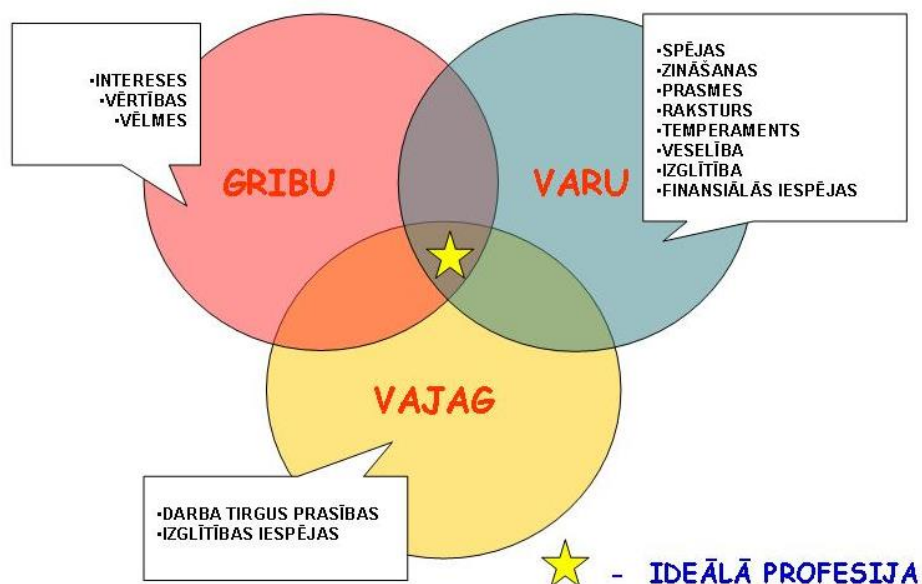 •INTERESES
•VĒRTĪBAS
•VĒLMES
•SPĒJAS
•ZINĀŠANAS
•PRASMES
•RAKSTURS
•TEMPERAMENTS
•VESELĪBA
•IZGLĪTĪBA
•FINANSIĀLĀS IESPĒJAS
GRIBU
VARU
VAJAG
•DARBA TIRGUS PRASĪBAS
•IZGLĪTĪBAS IESPĒJAS
- IDEĀLĀ PROFESIJA